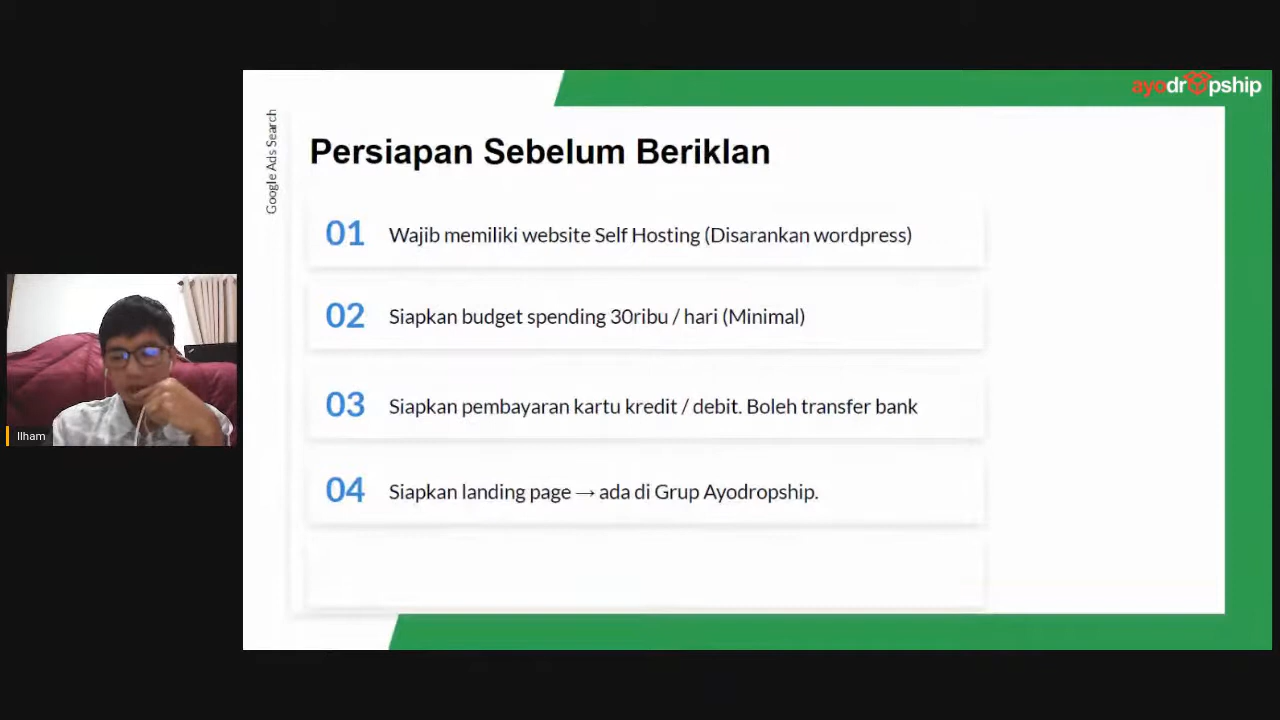 ayodropship
Google Ads Search
Persiapan Sebelum Beriklan
01 Wajib memiliki website Self Hosting (Disarankan wordpress)
02 Siapkan budget spending 30ribu / hari (Minimal)
03 Siapkan pembayaran kartu kredit / debit. Boleh transfer bank
04 Siapkan landing page → ada di Grup Ayodropship.
Ilham